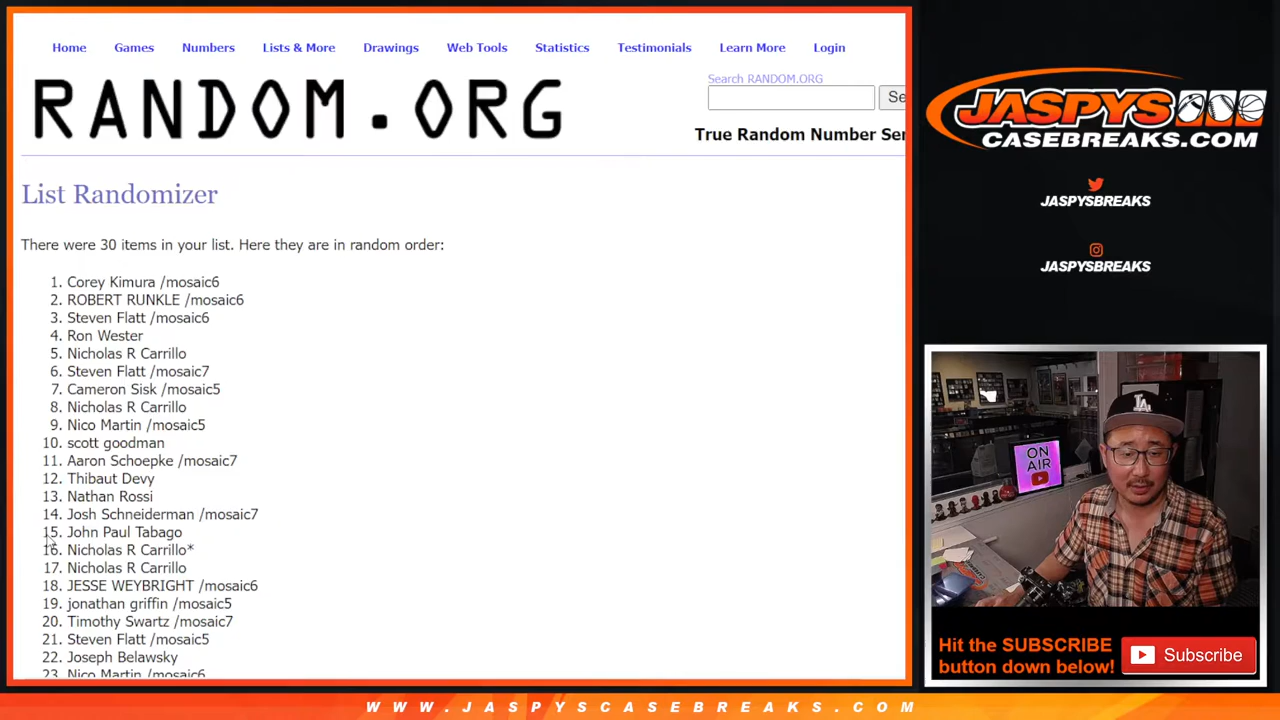 Home Games Numbers Lists & More Drawings Web Tools Statistics Testimonials Learn More Login
RANDOM.ORG
Search RANDOM.ORG
Se
True Random Number Ser
List Randomizer
There were 30 items in your list. Here they are in random order:
1. Corey Kimura /mosaic6
2. ROBERT RUNKLE /mosaic6
3. Steven Flatt /mosaic6
4. Ron Wester
5. Nicholas R Carrillo
6. Steven Flatt /mosaic7
7. Cameron Sisk /mosaic5
8. Nicholas R Carrillo
9. Nico Martin /mosaic5
10. scott goodman
11. Aaron Schoepke /mosaic7
12. Thibaut Devy
13. Nathan Rossi
14. Josh Schneiderman /mosaic7
15. John Paul Tabago
16. Nicholas R Carrillo*
17. Nicholas R Carrillo
18. JESSE WEYBRIGHT /mosaic6
19. jonathan griffin /mosaic5
20. Timothy Swartz /mosaic7
21. Steven Flatt /mosaic5
22. Joseph Belawsky
23. Nico Martin /mosaic6
JASPYS
CASEBREAKS.COM
JASPYSBREAKS
JASPYSBREAKS
LA
ON
AIR
Hit the SUBSCRIBE
button down below!
Subscribe
WWW.JASPYSCASEBREAKS.COM